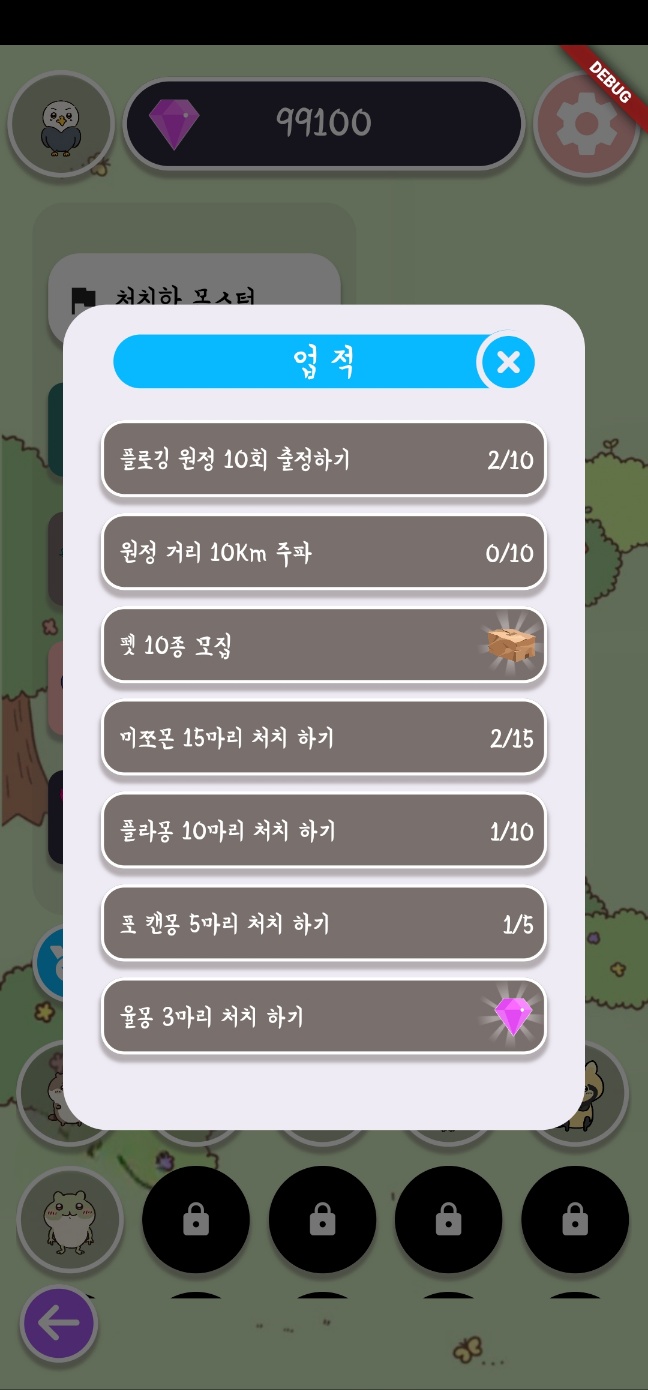 DEBUG
99100
처치한 몬스터
업 적
플로깅 원정 10회 출정하기 2/10
원정 거리 10Km 주파 0/10
펫 10종 모집
미쪼몬 15마리 처치 하기 2/15
플라몽 10마리 처치 하기 1/10
포 캔몽 5마리 처치 하기 1/5
율몽 3마리 처치 하기